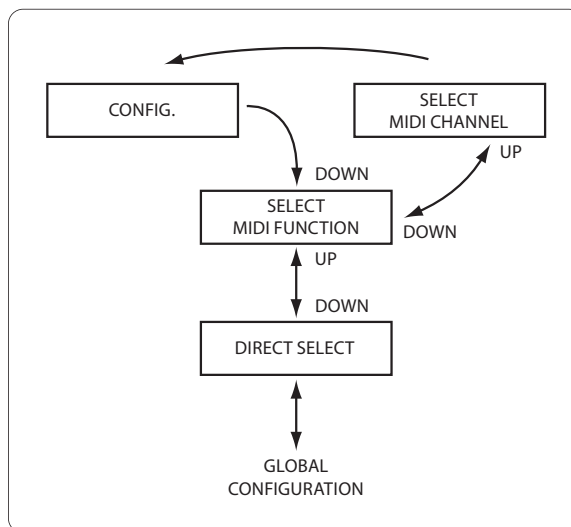 CONFIG.
SELECT
MIDI CHANNEL
UP
DOWN
SELECT
MIDI FUNCTION
DOWN
UP
DOWN
DIRECT SELECT
GLOBAL
CONFIGURATION